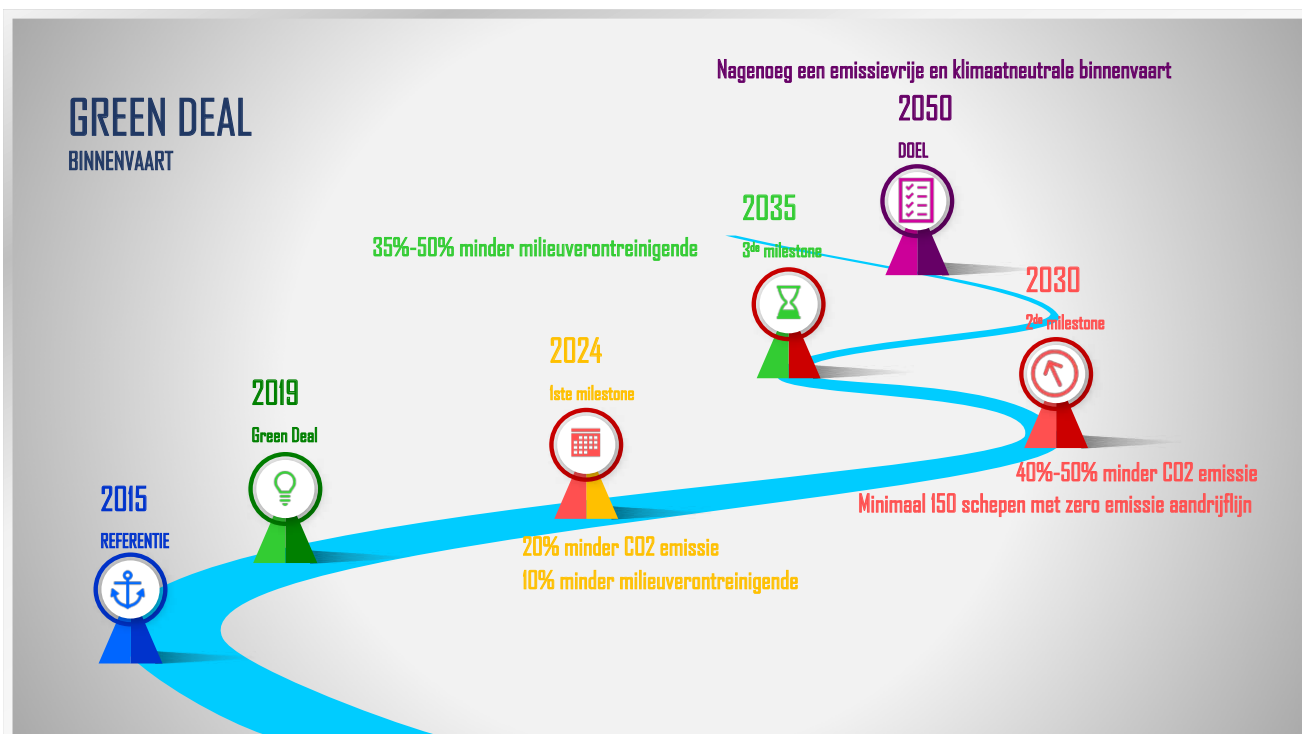 GREEN DEAL
BINNENVAART
Nagenoeg een emissievrije en klimaatneutrale binnenvaart
2050
DOEL
2035
3de milestone
35%-50% minder milieuverontreinigende
2030
2de milestone
40%-50% minder CO2 emissie
Minimaal 150 schepen met zero emissie aandrijflijn
2024
1ste milestone
20% minder CO2 emissie
10% minder milieuverontreinigende
2019
Green Deal
2015
REFERENTIE